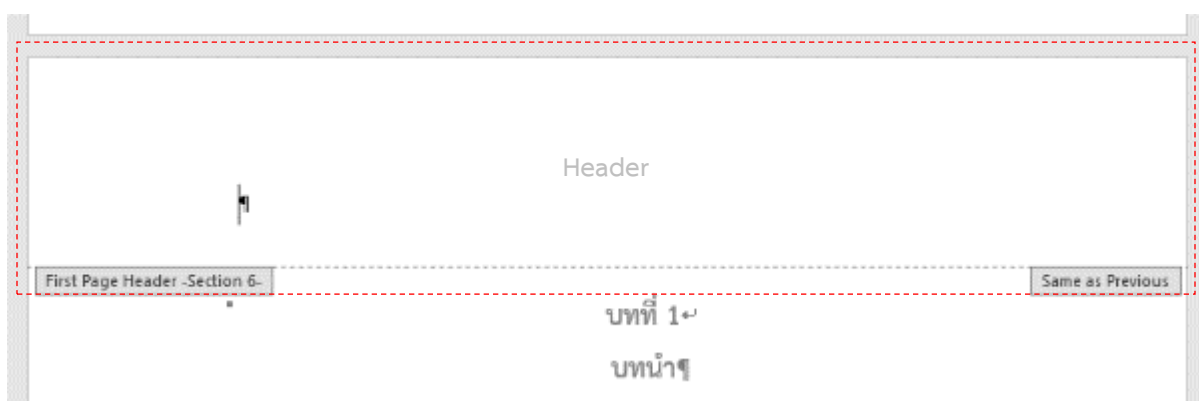 Header
¶
First Page Header -Section 6-
Same as Previous
บทที่ 1↵
บทนำ¶